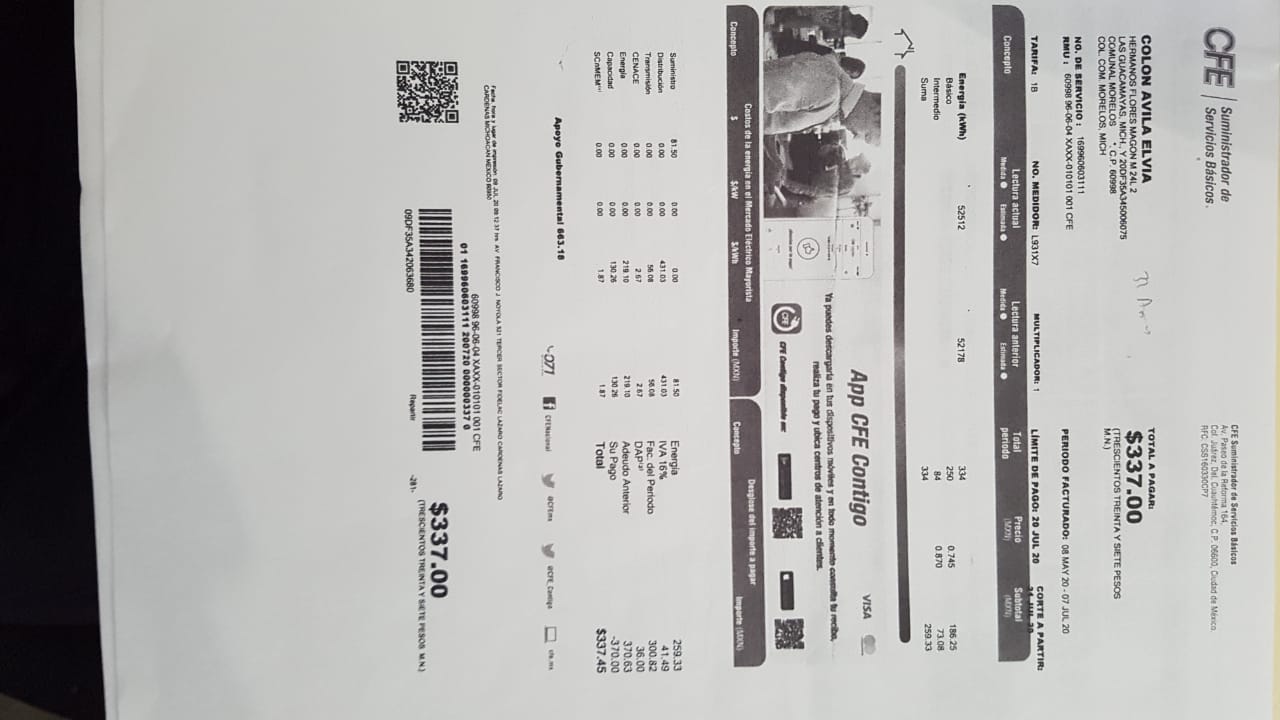 CFE
Suministrador de
Servicios Básicos
CFE Suministrador de Servicios Básicos
Av. Paseo de la Reforma 164,
Col. Juárez, Del. Cuauhtémoc, C.P. 06600, Ciudad de México.
RFC: CSS160330CP7
COLON AVILA ELVIA
HERMANOS FLORES MAGON M 24L 2
LAS GUACAMAYAS, MICH., Y 20DF35A345006075
COMUNAL MORELOS * C.P. 60998
COL. COM MORELOS, MICH
TOTAL A PAGAR:
$337.00
(TRESCIENTOS TREINTA Y SIETE PESOS
M.N.)
NO. DE SERVICIO : 169960603111
RMU : 60998 96-06-04 XAXX-010101 001 CFE
PERIODO FACTURADO: 08 MAY 20 - 07 JUL 20
TARIFA: 1B NO. MEDIDOR: L931X7 MULTIPLICADOR: 1 LÍMITE DE PAGO: 20 JUL 20 CORTE A PARTIR:
Concepto Lectura actual Lectura anterior Total periodo Precio (MXN) Subtotal (MXN)
Medida Estimada Medida Estimada
Energía (kWh) 52512 52178 334
Básico 250 0.745 186.25
Intermedio 84 0.870 73.08
Suma 334 259.33
App CFE Contigo
VISA
Ya puedes descargarla en tus dispositivos móviles y en todo momento consulta tu recibo,
realiza tu pago y ubica centros de atención a clientes.
CFE
CFE Contigo disponible en:
Costos de la energía en el Mercado Eléctrico Mayorista Desglose del importe a pagar
Concepto $ $/kW $/kWh Importe (MXN) Concepto Importe (MXN)
Suministro 81.50 0.00 0.00 81.50 Energía 259.33
Distribución 0.00 0.00 431.03 431.03 IVA 16% 41.49
Transmisión 0.00 0.00 56.08 56.08 Fac. del Periodo 300.82
CENACE 0.00 0.00 2.67 2.67 DAP 36.00
Energía 0.00 0.00 219.10 219.10 Adeudo Anterior 370.63
Capacidad 0.00 0.00 130.26 130.26 Su Pago -370.00
SCnMEM 0.00 0.00 1.87 1.87 Total $337.45
Apoyo Gubernamental 663.18
071 CFENacional @CFEmx @CFE_Contigo cfe.mx
Fecha, hora y lugar de impresión: 09 JUL 20 09:12:37 hrs. AV FRANCISCO J. NOYOLA 521 TERCER SECTOR FIDELAC LAZARO CARDENAS LAZARO
CARDENAS MICHOACAN MEXICO 60950
60998 96-06-04 XAXX-010101 001 CFE
01 169960603111 200720 000000337 0
09DF35A342063680
Repartir
-281-
$337.00
(TRESCIENTOS TREINTA Y SIETE PESOS M.N.)